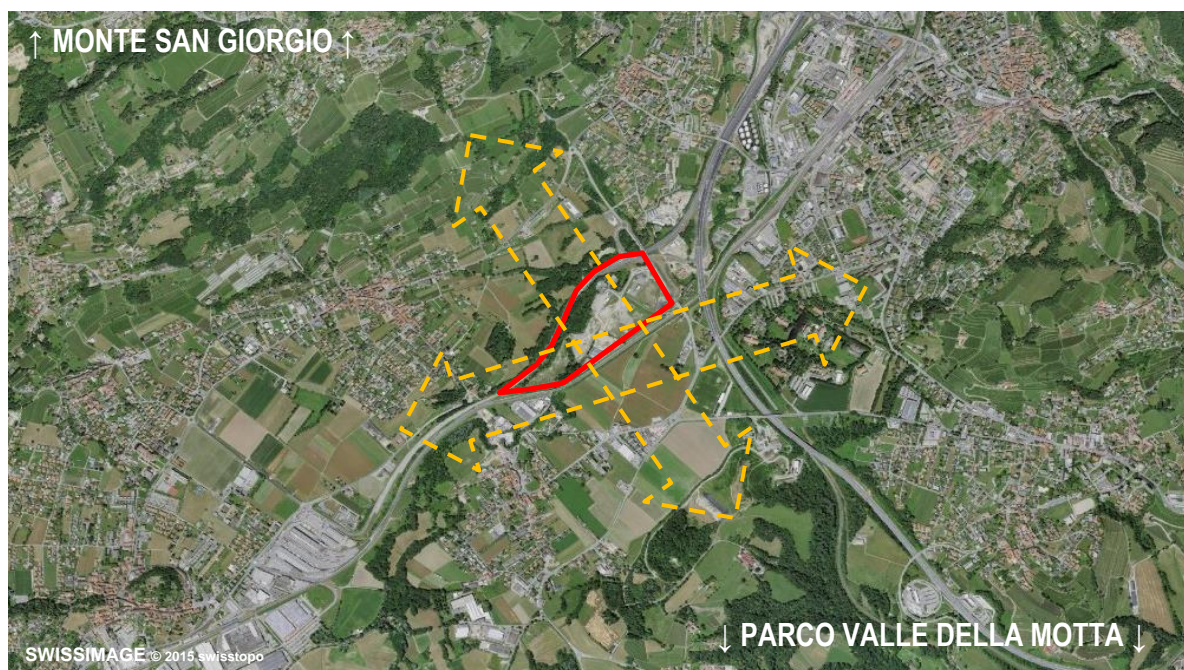 ↑ MONTE SAN GIORGIO ↑
↓ PARCO VALLE DELLA MOTTA ↓
SWISSIMAGE © 2015 swisstopo